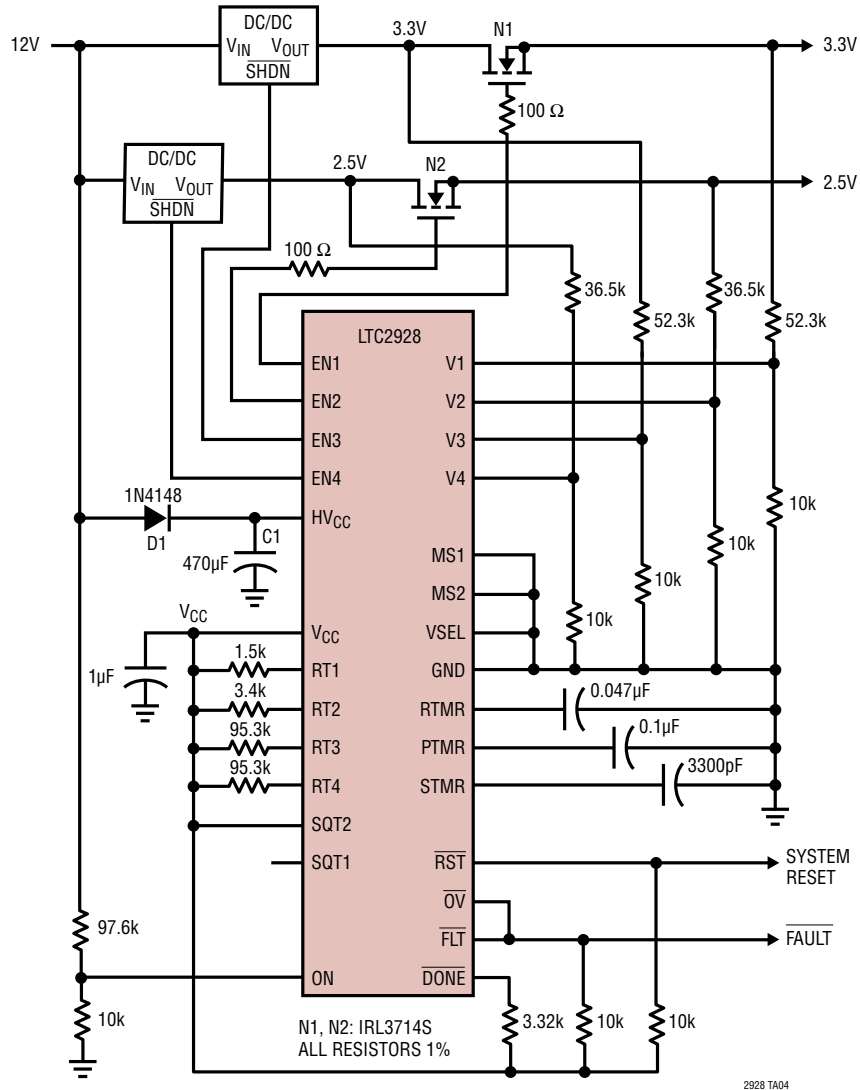 DC/DC
12V
VIN VOUT
SHDN
3.3V
N1
3.3V
100 Ω
DC/DC
VIN VOUT
SHDN
2.5V
N2
2.5V
100 Ω
36.5k
52.3k
36.5k
52.3k
LTC2928
EN1
V1
EN2
V2
EN3
V3
EN4
V4
1N4148
D1
HVCC
C1
470µF
10k
10k
10k
10k
MS1
MS2
VCC
VCC
VSEL
1µF
1.5k
RT1
GND
3.4k
RT2
RTMR
0.047µF
95.3k
RT3
PTMR
0.1µF
95.3k
RT4
STMR
3300pF
SQT2
SQT1
RST
SYSTEM
RESET
OV
97.6k
FLT
FAULT
ON
DONE
10k
3.32k
10k
10k
N1, N2: IRL3714S
ALL RESISTORS 1%
2928 TA04